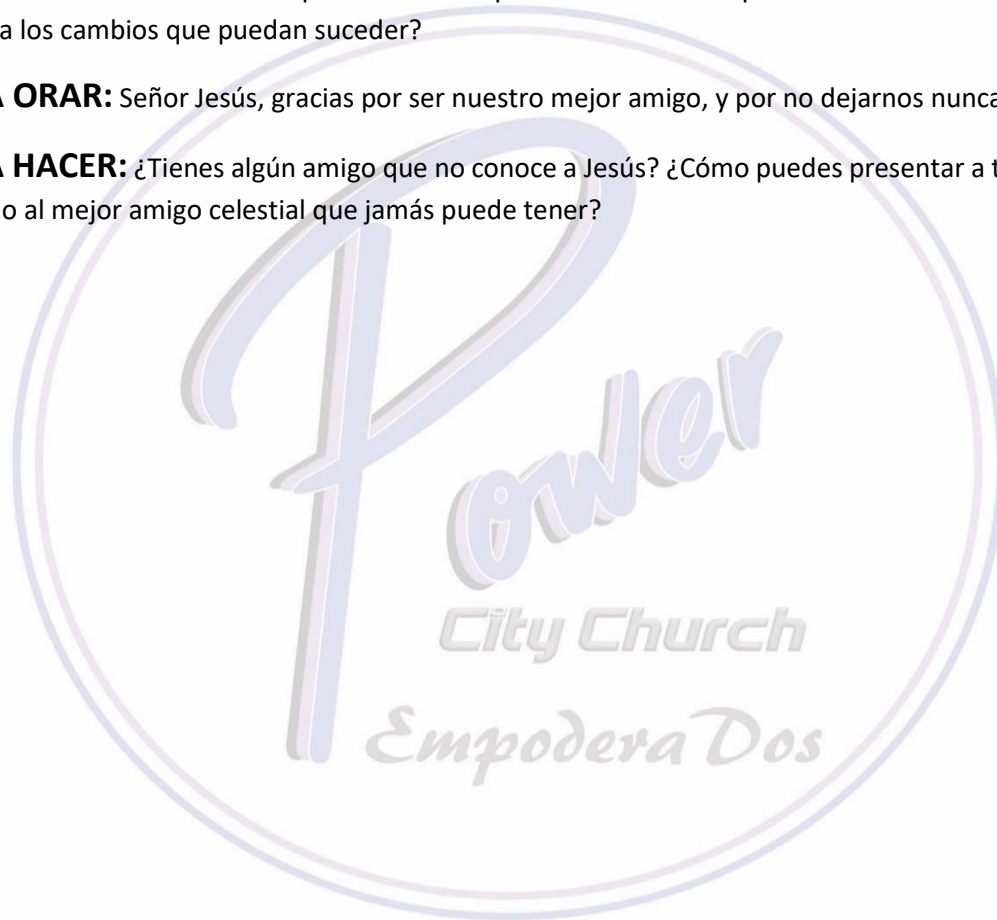 a los cambios que puedan suceder?
A ORAR: Señor Jesús, gracias por ser nuestro mejor amigo, y por no dejarnos nunca
A HACER: ¿Tienes algún amigo que no conoce a Jesús? ¿Cómo puedes presentar a t
o al mejor amigo celestial que jamás puede tener?
Power
City Church
EmpoderaDos